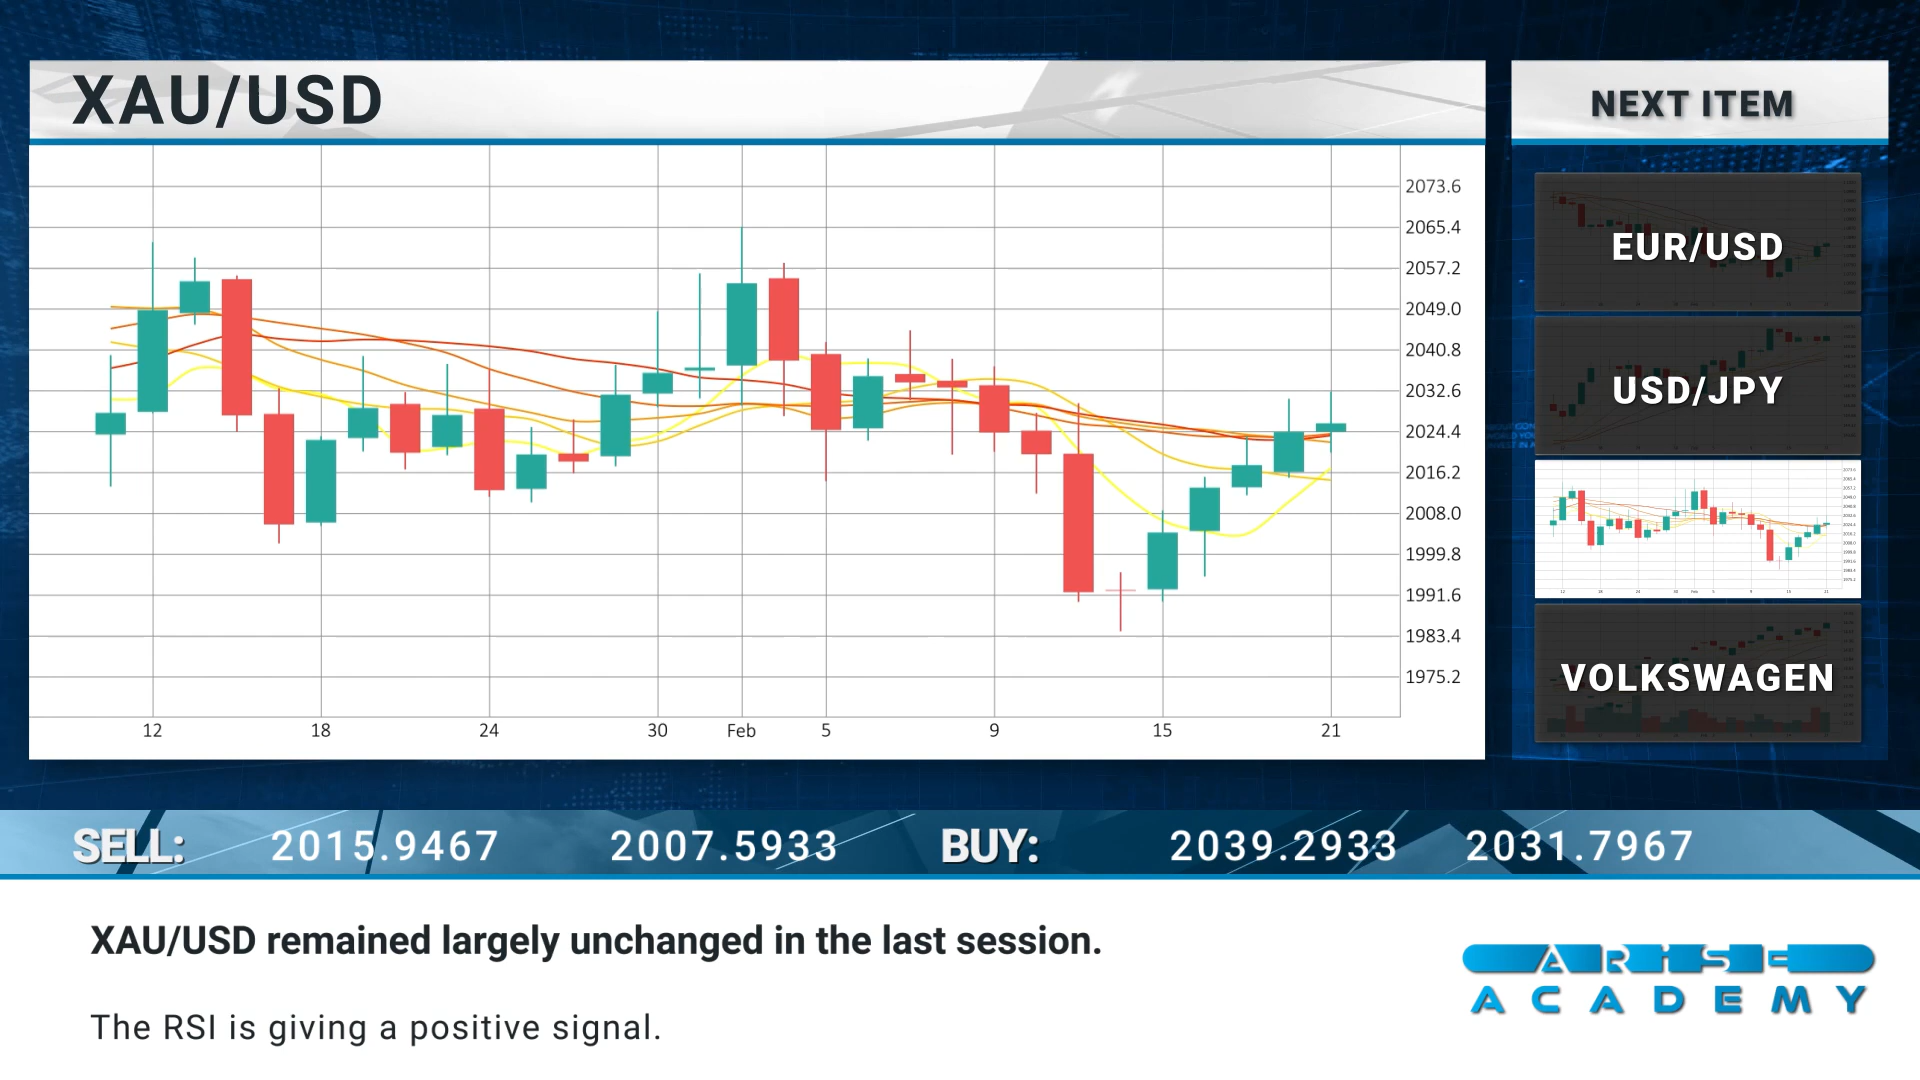 XAU/USD
NEXT ITEM
2073.6
2065.4
2057.2
2049.0
2040.8
2032.6
2024.4
2016.2
2008.0
1999.8
1991.6
1983.4
1975.2
12 18 24 30 Feb 5 9 15 21
EUR/USD
USD/JPY
VOLKSWAGEN
SELL: 2015.9467 2007.5933 BUY: 2039.2933 2031.7967
XAU/USD remained largely unchanged in the last session.
The RSI is giving a positive signal.
ARISE
ACADEMY